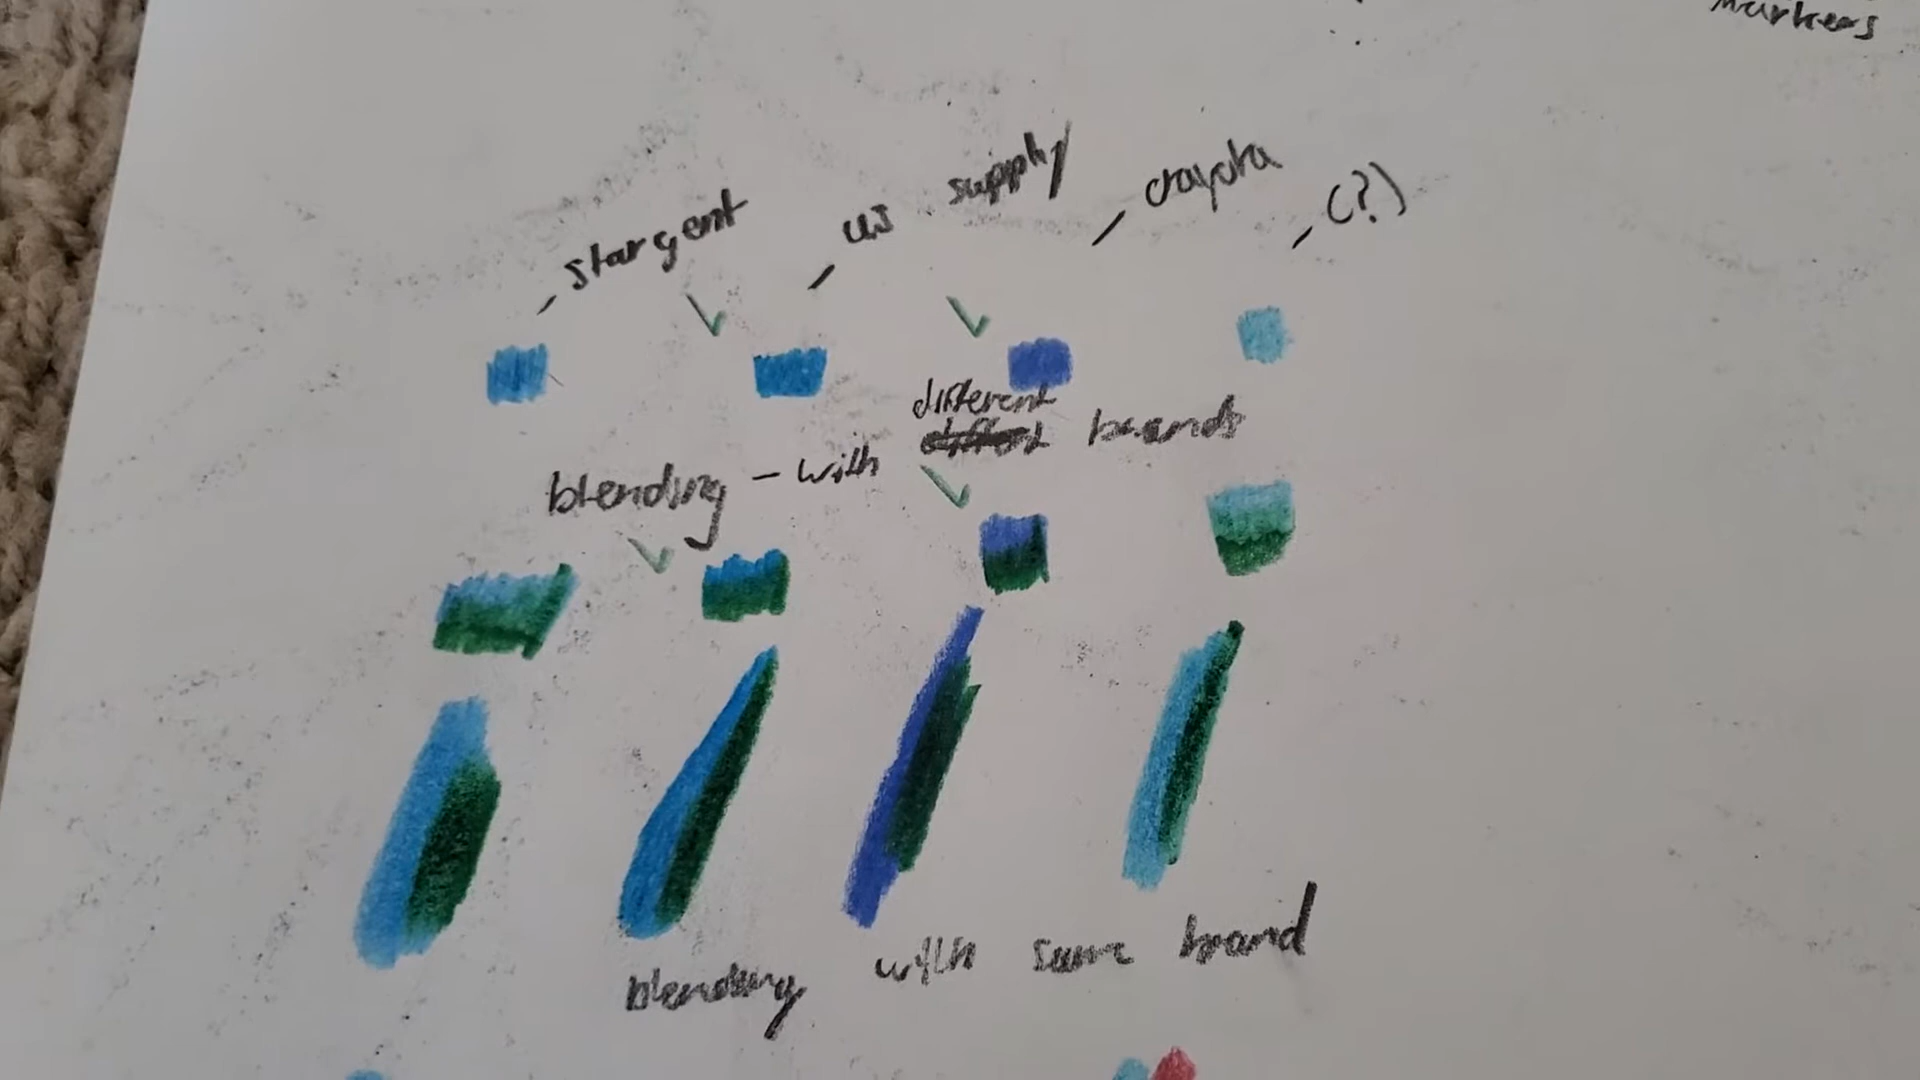 markers
- stargent
- us supply
- crayola
- (?)
different
blending - with brands
blending with same brand